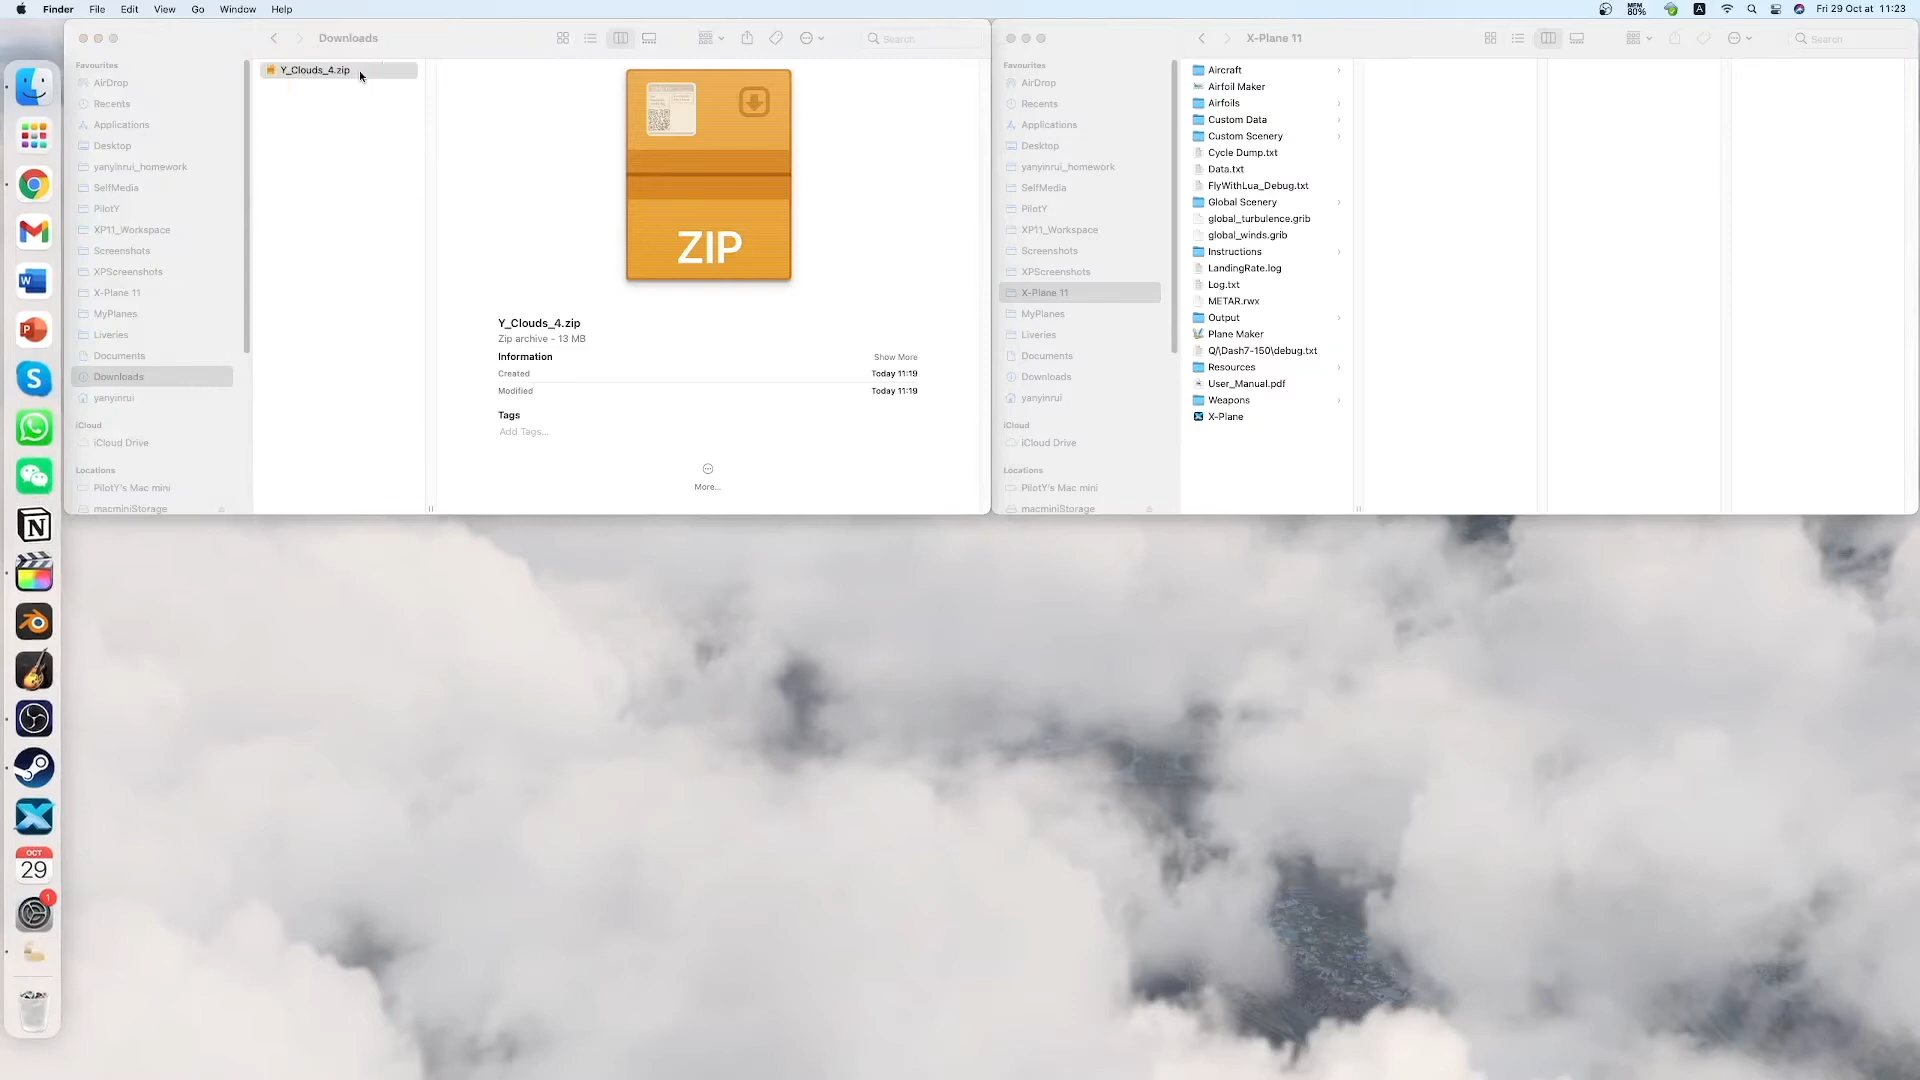 Finder File Edit View Go Window Help
MEM 80% A Fri 29 Oct at 11:23
Downloads
Search
Favourites
AirDrop
Recents
Applications
Desktop
yanyinrui_homework
SelfMedia
PilotY
XP11_Workspace
Screenshots
XPScreenshots
X-Plane 11
MyPlanes
Liveries
Documents
Downloads
yanyinrui
iCloud
iCloud Drive
Locations
PilotY's Mac mini
macminiStorage
Y_Clouds_4.zip
ZIP
Y_Clouds_4.zip
Zip archive - 13 MB
Information Show More
Created Today 11:19
Modified Today 11:19
Tags
Add Tags...
More...
X-Plane 11
Search
Favourites
AirDrop
Recents
Applications
Desktop
yanyinrui_homework
SelfMedia
PilotY
XP11_Workspace
Screenshots
XPScreenshots
X-Plane 11
MyPlanes
Liveries
Documents
Downloads
yanyinrui
iCloud
iCloud Drive
Locations
PilotY's Mac mini
macminiStorage
Aircraft
Airfoil Maker
Airfoils
Custom Data
Custom Scenery
Cycle Dump.txt
Data.txt
FlyWithLua_Debug.txt
Global Scenery
global_turbulence.grib
global_winds.grib
Instructions
LandingRate.log
Log.txt
METAR.rwx
Output
Plane Maker
Q/\Dash7-150\debug.txt
Resources
User_Manual.pdf
Weapons
X-Plane
W
P
S
N
X
OCT
29
1